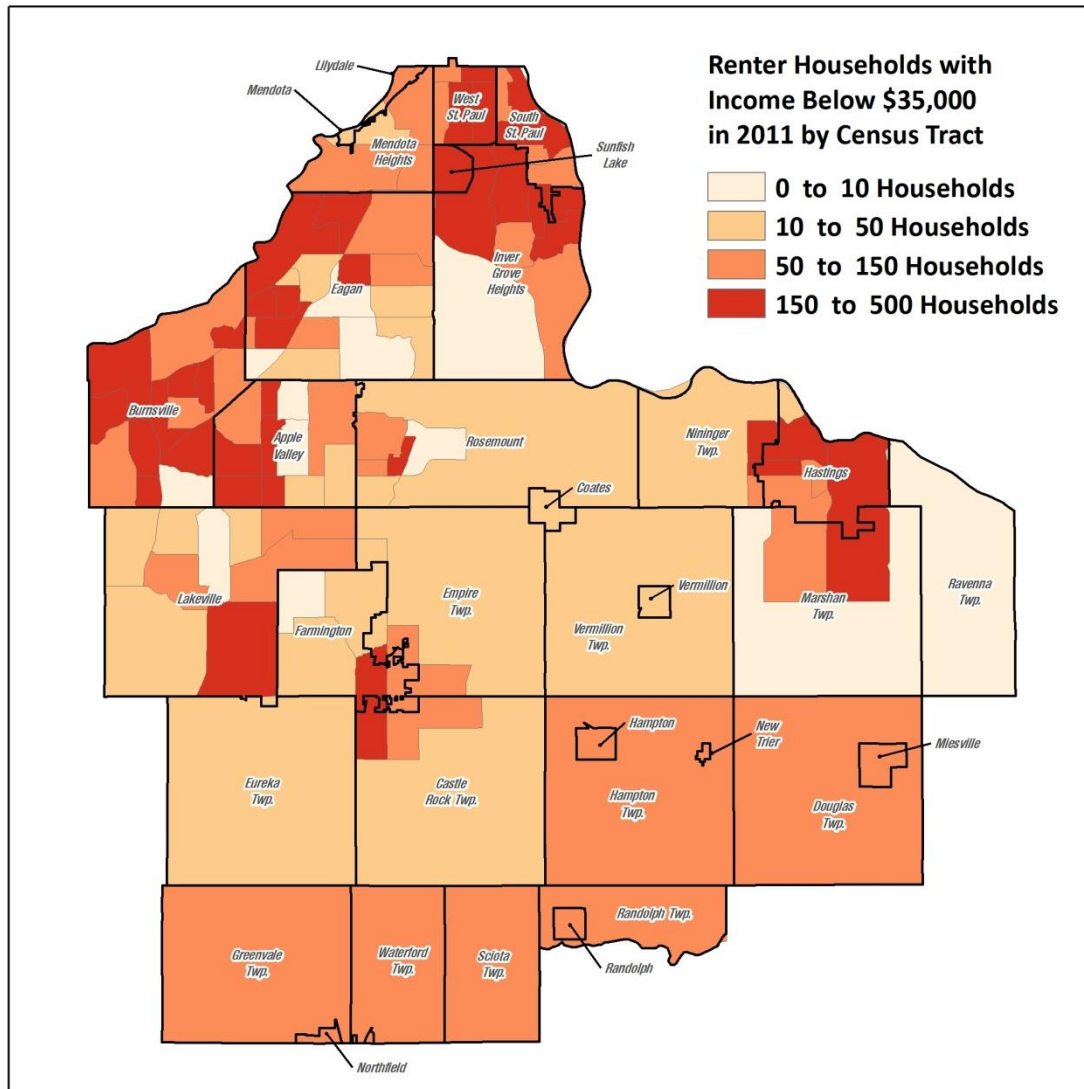 Renter Households with
Income Below $35,000
in 2011 by Census Tract
0 to 10 Households
10 to 50 Households
50 to 150 Households
150 to 500 Households
Lilydale
Mendota
West
St. Paul
South
St. Paul
Mendota
Heights
Sunfish
Lake
Inver
Grove
Heights
Eagan
Burnsville
Apple
Valley
Rosemount
Nininger
Twp.
Hastings
Coates
Ravenna
Twp.
Marshan
Twp.
Vermillion
Vermillion
Twp.
Empire
Twp.
Lakeville
Farmington
Hampton
New
Trier
Miesville
Eureka
Twp.
Castle
Rock Twp.
Hampton
Twp.
Douglas
Twp.
Randolph Twp.
Greenvale
Twp.
Waterford
Twp.
Sciota
Twp.
Randolph
Northfield